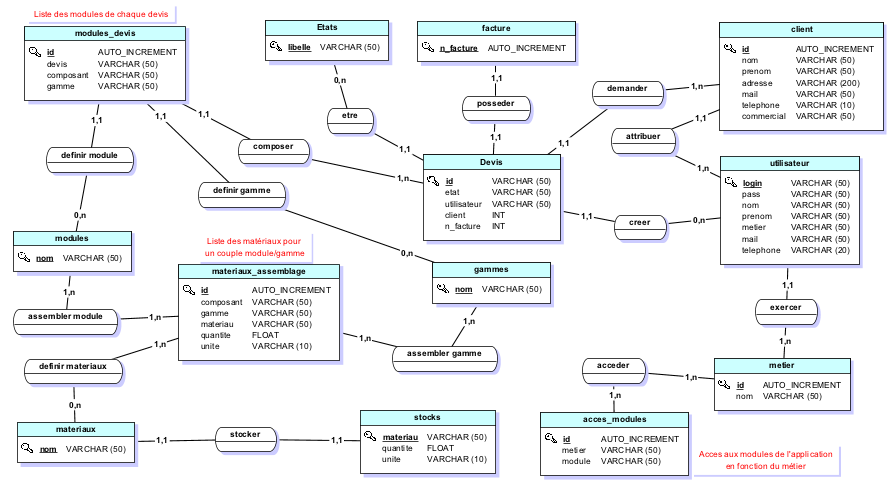 Liste des modules de chaque devis
modules_devis
id AUTO_INCREMENT
devis VARCHAR (50)
composant VARCHAR (50)
gamme VARCHAR (50)
Etats
libelle VARCHAR (50)
facture
n_facture AUTO_INCREMENT
client
id AUTO_INCREMENT
nom VARCHAR (50)
prenom VARCHAR (50)
adresse VARCHAR (200)
mail VARCHAR (50)
telephone VARCHAR (10)
commercial VARCHAR (50)
0,n
1,1
demander
1,n
posseder
1,1
1,1
1,1
1,1
etre
1,1
attribuer
composer
1,1
1,1
definir module
1,n
1,n
definir gamme
Devis
id VARCHAR (50)
etat VARCHAR (50)
utilisateur VARCHAR (50)
client INT
n_facture INT
utilisateur
login VARCHAR (50)
pass VARCHAR (50)
nom VARCHAR (50)
prenom VARCHAR (50)
metier VARCHAR (50)
mail VARCHAR (50)
telephone VARCHAR (20)
0,n
1,1
creer
0,n
modules
nom VARCHAR (50)
Liste des matériaux pour
un couple module/gamme
0,n
materiaux_assemblage
id AUTO_INCREMENT
composant VARCHAR (50)
gamme VARCHAR (50)
materiau VARCHAR (50)
quantite FLOAT
unite VARCHAR (10)
gammes
nom VARCHAR (50)
1,1
1,n
exercer
assembler module
1,n
1,n
1,n
1,n
1,n
assembler gamme
definir materiaux
acceder
1,n
metier
id AUTO_INCREMENT
nom VARCHAR (50)
0,n
1,n
materiaux
nom VARCHAR (50)
1,1
stocker
1,1
stocks
materiau VARCHAR (50)
quantite FLOAT
unite VARCHAR (10)
acces_modules
id AUTO_INCREMENT
metier VARCHAR (50)
module VARCHAR (50)
Acces aux modules de l'application
en fonction du métier